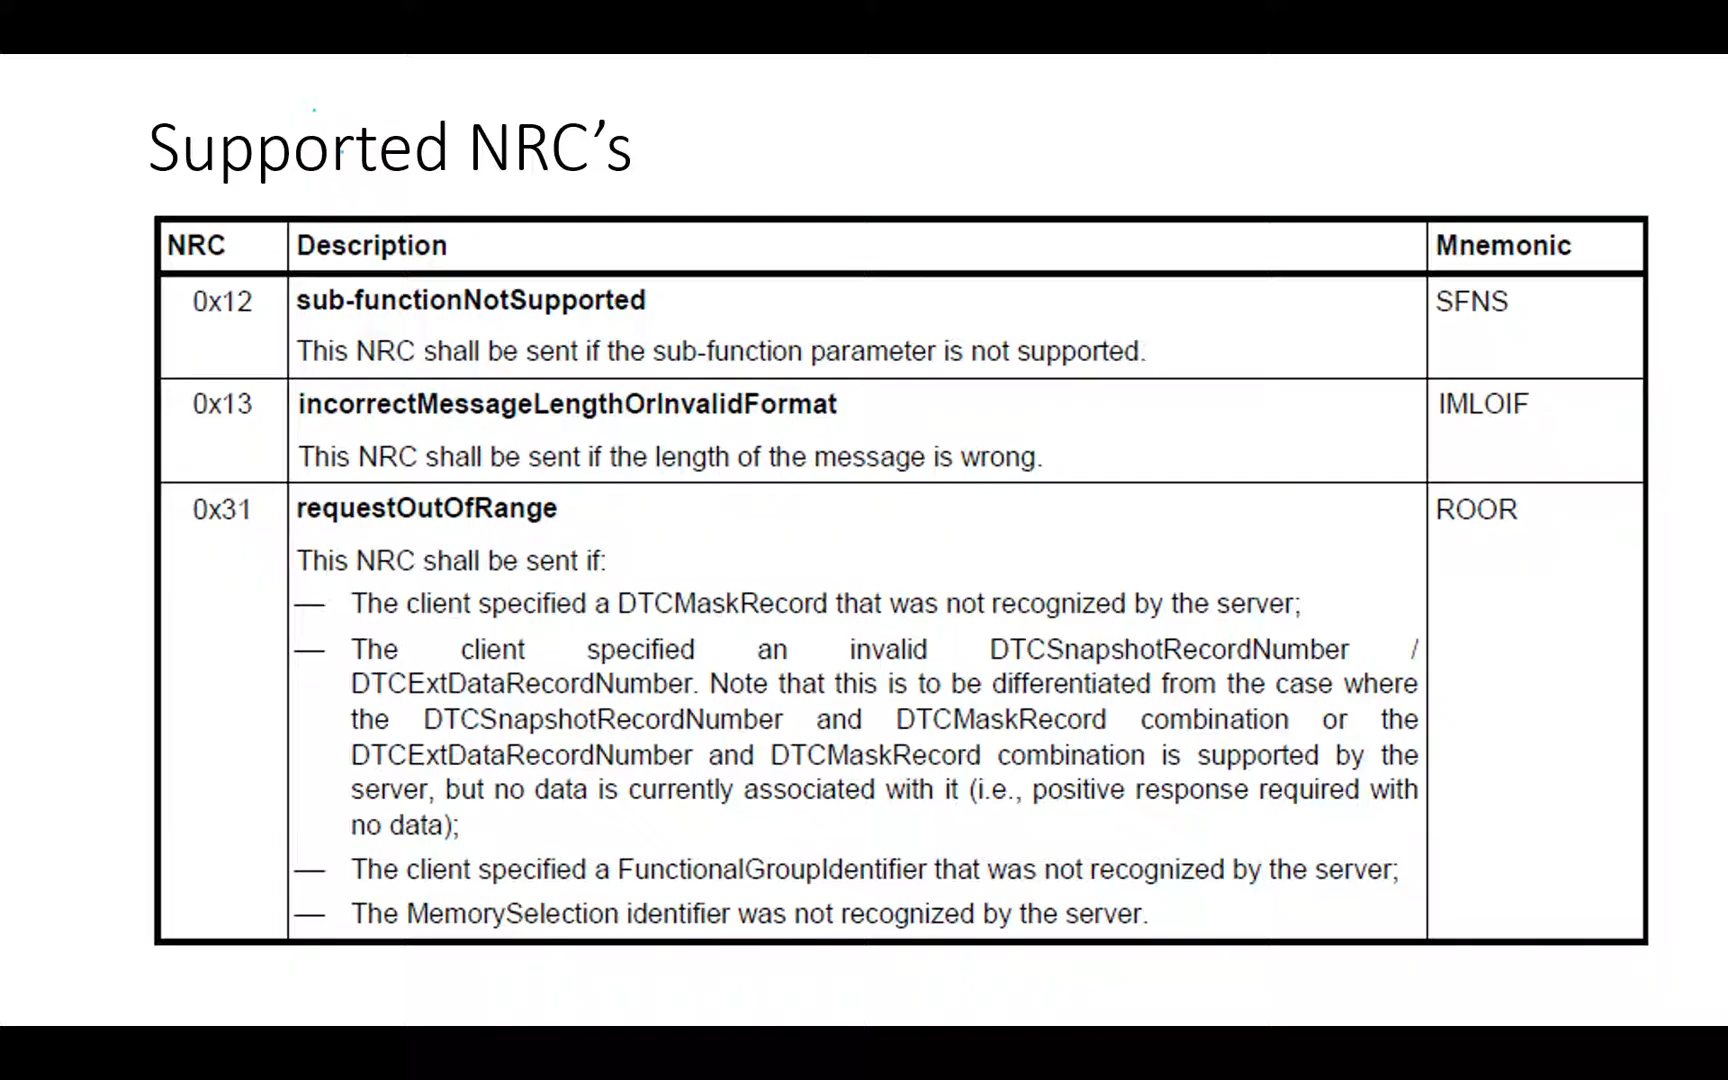 Supported NRC’s
NRC Description Mnemonic
0x12 sub-functionNotSupported SFNS
This NRC shall be sent if the sub-function parameter is not supported.
0x13 incorrectMessageLengthOrInvalidFormat IMLOIF
This NRC shall be sent if the length of the message is wrong.
0x31 requestOutOfRange ROOR
This NRC shall be sent if:
— The client specified a DTCMaskRecord that was not recognized by the server;
— The client specified an invalid DTCSnapshotRecordNumber /
DTCExtDataRecordNumber. Note that this is to be differentiated from the case where
the DTCSnapshotRecordNumber and DTCMaskRecord combination or the
DTCExtDataRecordNumber and DTCMaskRecord combination is supported by the
server, but no data is currently associated with it (i.e., positive response required with
no data);
— The client specified a FunctionalGroupIdentifier that was not recognized by the server;
— The MemorySelection identifier was not recognized by the server.